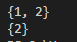 {1, 2}
{2}